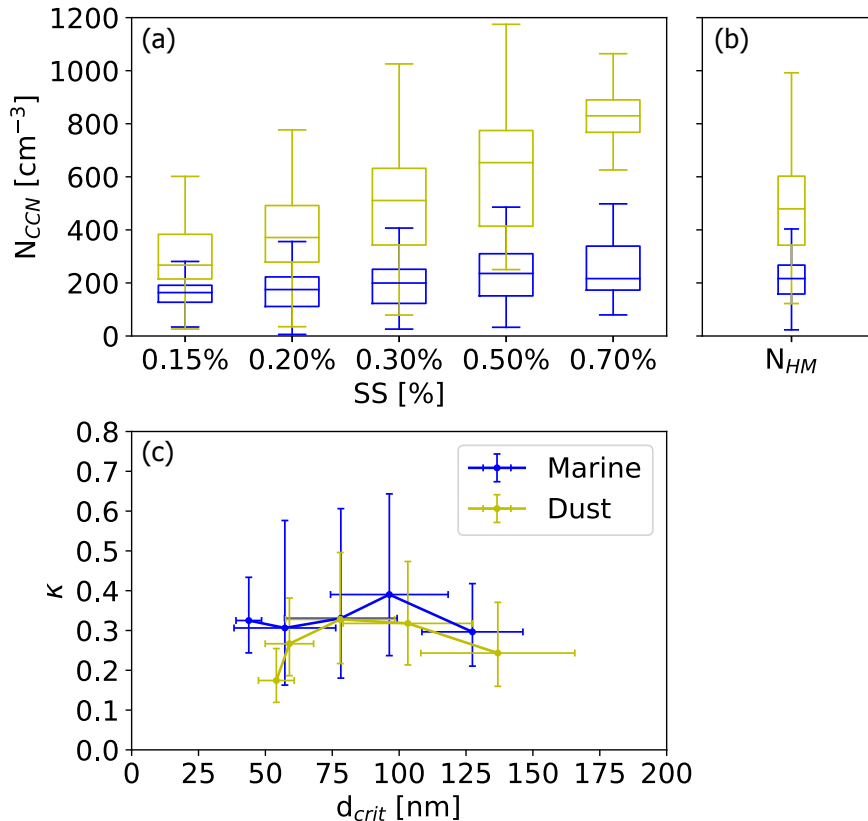 (a)
(b)
1200
1000
800
600
400
200
0
N_CCN [cm⁻³]
0.15% 0.20% 0.30% 0.50% 0.70%
SS [%]
N_HM
(c)
Marine
Dust
0.8
0.7
0.6
0.5
0.4
0.3
0.2
0.1
0.0
κ
0 25 50 75 100 125 150 175 200
d_crit [nm]